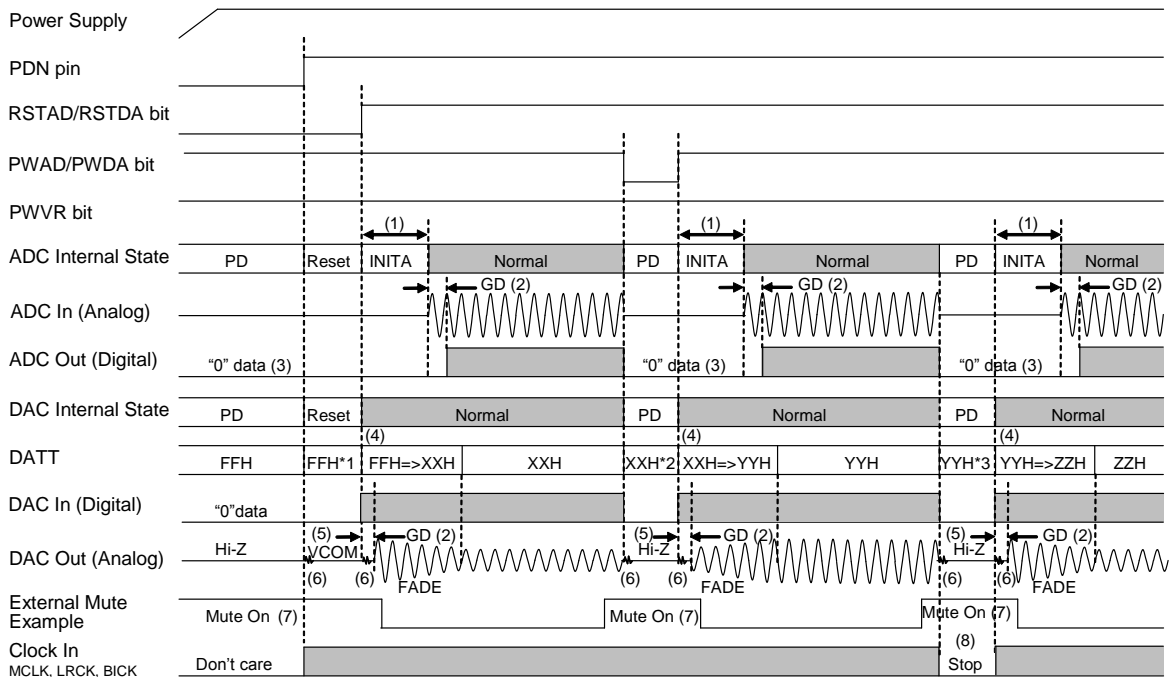 Power Supply
PDN pin
RSTAD/RSTDA bit
PWAD/PWDA bit
PWVR bit
(1) (1) (1)
ADC Internal State PD Reset INITA Normal PD INITA Normal PD INITA Normal
GD (2) GD (2) GD (2)
ADC In (Analog)
ADC Out (Digital) “0” data (3) “0” data (3) “0” data (3)
DAC Internal State PD Reset Normal PD Normal PD Normal
(4) (4) (4)
DATT FFH FFH*1 FFH=>XXH XXH XXH*2 XXH=>YYH YYH YYH*3 YYH=>ZZH ZZH
DAC In (Digital) “0”data
(5) GD (2) (5) GD (2) (5) GD (2)
DAC Out (Analog) Hi-Z VCOM Hi-Z Hi-Z
(6) (6) FADE (6) (6) FADE (6) (6) FADE
External Mute
Example Mute On (7) Mute On (7) Mute On (7)
Clock In
MCLK, LRCK, BICK Don’t care (8) Stop